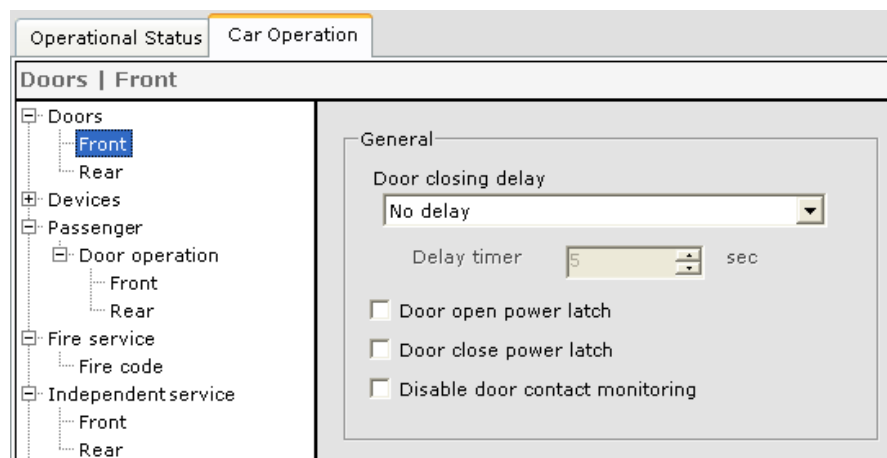 Operational Status
Car Operation
Doors | Front
Doors
Front
Rear
Devices
Passenger
Door operation
Front
Rear
Fire service
Fire code
Independent service
Front
Rear
General
Door closing delay
No delay
Delay timer 5 sec
Door open power latch
Door close power latch
Disable door contact monitoring